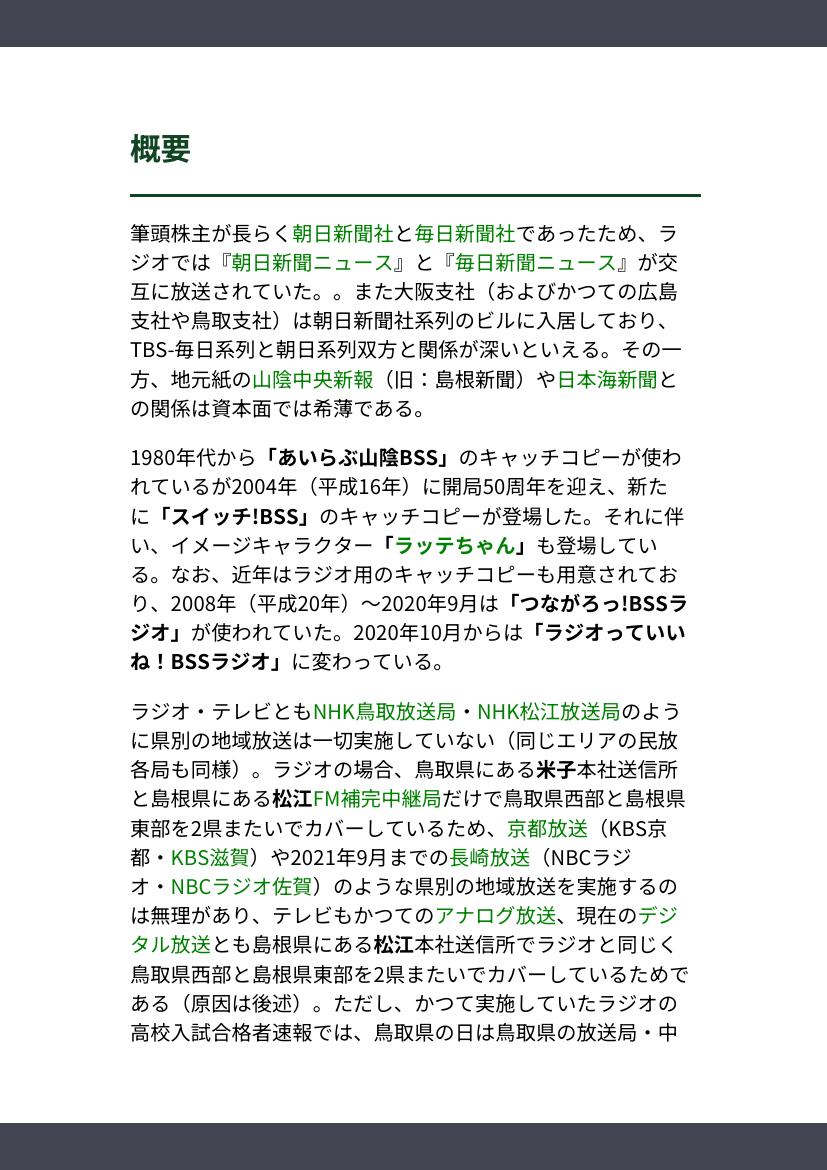 概要
筆頭株主が長らく朝日新聞社と毎日新聞社であったため、ラ
ジオでは『朝日新聞ニュース』と『毎日新聞ニュース』が交
互に放送されていた。。また大阪支社（およびかつての広島
支社や鳥取支社）は朝日新聞社系列のビルに入居しており、
TBS-毎日系列と朝日系列双方と関係が深いといえる。その一
方、地元紙の山陰中央新報（旧：島根新聞）や日本海新聞と
の関係は資本面では希薄である。
1980年代から「あいらぶ山陰BSS」のキャッチコピーが使わ
れているが2004年（平成16年）に開局50周年を迎え、新た
に「スイッチ!BSS」のキャッチコピーが登場した。それに伴
い、イメージキャラクター「ラッテちゃん」も登場してい
る。なお、近年はラジオ用のキャッチコピーも用意されてお
り、2008年（平成20年）～2020年9月は「つながろっ!BSSラ
ジオ」が使われていた。2020年10月からは「ラジオっていい
ね！BSSラジオ」に変わっている。
ラジオ・テレビともNHK鳥取放送局・NHK松江放送局のよう
に県別の地域放送は一切実施していない（同じエリアの民放
各局も同様）。ラジオの場合、鳥取県にある米子本社送信所
と島根県にある松江FM補完中継局だけで鳥取県西部と島根県
東部を2県またいでカバーしているため、京都放送（KBS京
都・KBS滋賀）や2021年9月までの長崎放送（NBCラジ
オ・NBCラジオ佐賀）のような県別の地域放送を実施するの
は無理があり、テレビもかつてのアナログ放送、現在のデジ
タル放送とも島根県にある松江本社送信所でラジオと同じく
鳥取県西部と島根県東部を2県またいでカバーしているためで
ある（原因は後述）。ただし、かつて実施していたラジオの
高校入試合格者速報では、鳥取県の日は鳥取県の放送局・中